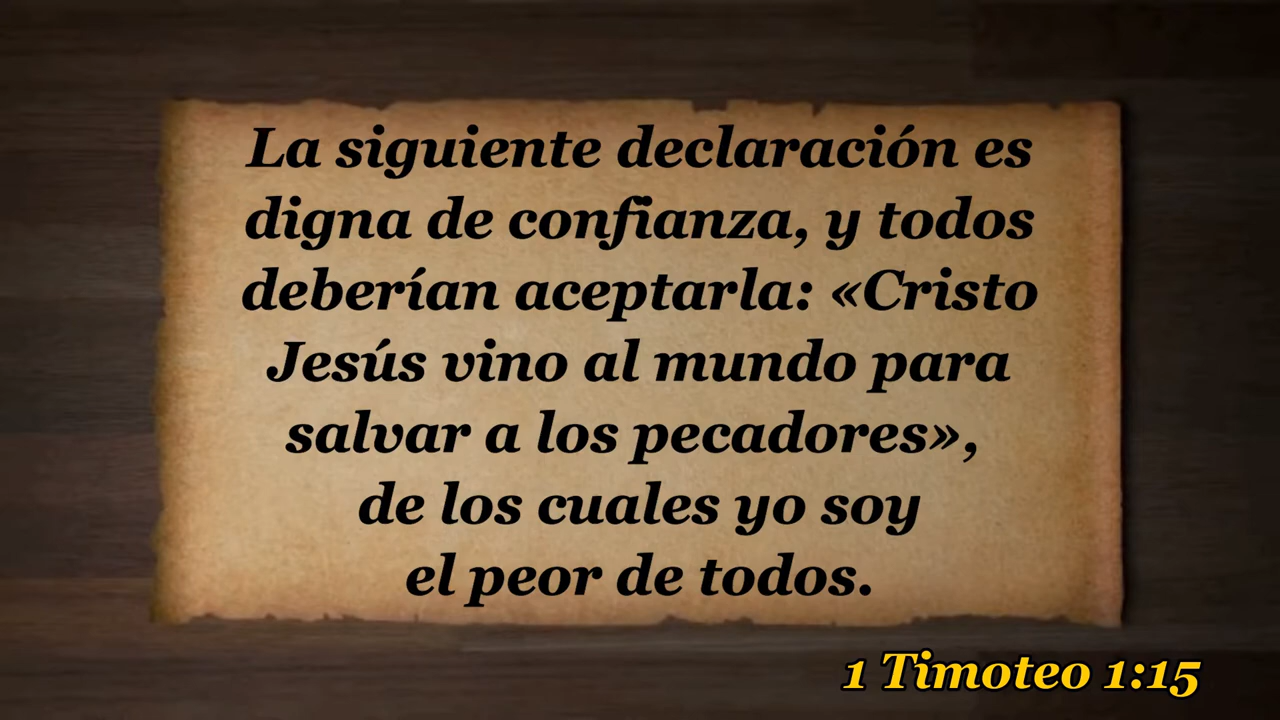 La siguiente declaración es
digna de confianza, y todos
deberían aceptarla: «Cristo
Jesús vino al mundo para
salvar a los pecadores»,
de los cuales yo soy
el peor de todos.
1 Timoteo 1:15